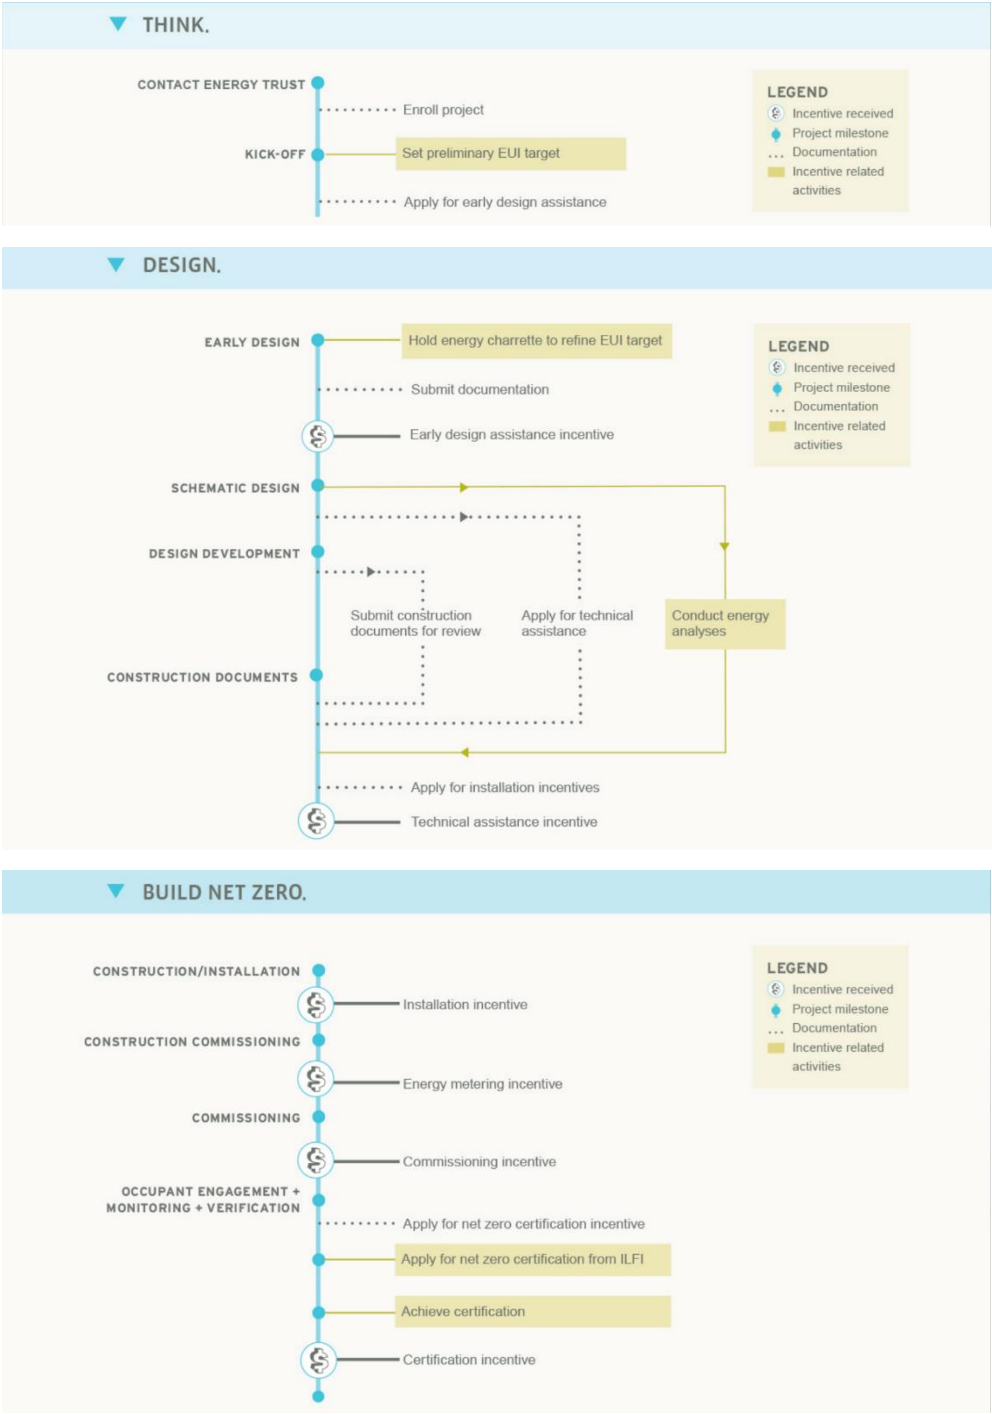 THINK.
CONTACT ENERGY TRUST
Enroll project
KICK-OFF
Set preliminary EUI target
Apply for early design assistance
LEGEND
Incentive received
Project milestone
Documentation
Incentive related
activities
DESIGN.
EARLY DESIGN
Hold energy charrette to refine EUI target
Submit documentation
Early design assistance incentive
SCHEMATIC DESIGN
DESIGN DEVELOPMENT
Submit construction
documents for review
Apply for technical
assistance
Conduct energy
analyses
CONSTRUCTION DOCUMENTS
Apply for installation incentives
Technical assistance incentive
LEGEND
Incentive received
Project milestone
Documentation
Incentive related
activities
BUILD NET ZERO.
CONSTRUCTION/INSTALLATION
Installation incentive
CONSTRUCTION COMMISSIONING
Energy metering incentive
COMMISSIONING
Commissioning incentive
OCCUPANT ENGAGEMENT +
MONITORING + VERIFICATION
Apply for net zero certification incentive
Apply for net zero certification from ILFI
Achieve certification
Certification incentive
LEGEND
Incentive received
Project milestone
Documentation
Incentive related
activities